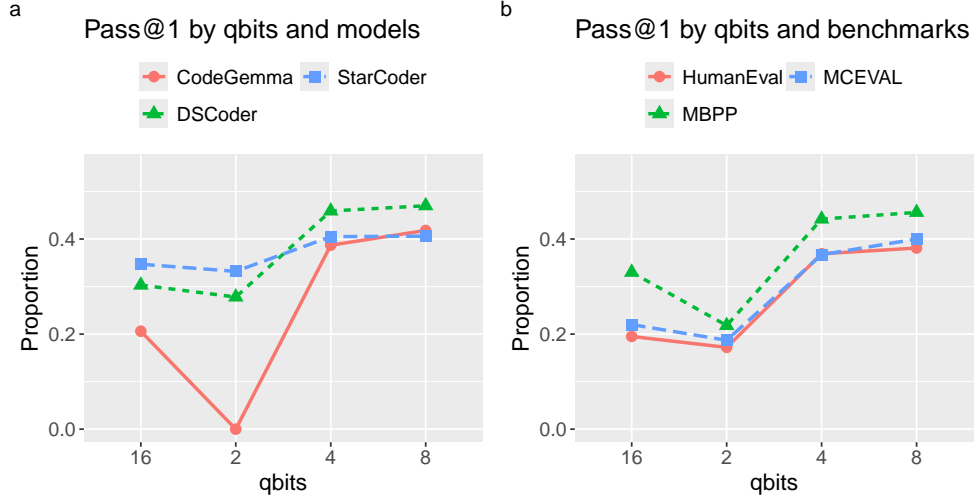 a
Pass@1 by qbits and models
CodeGemma
StarCoder
DSCoder
Proportion
0.4
0.2
0.0
16
2
4
8
qbits
b
Pass@1 by qbits and benchmarks
HumanEval
MCEVAL
MBPP
Proportion
0.4
0.2
0.0
16
2
4
8
qbits